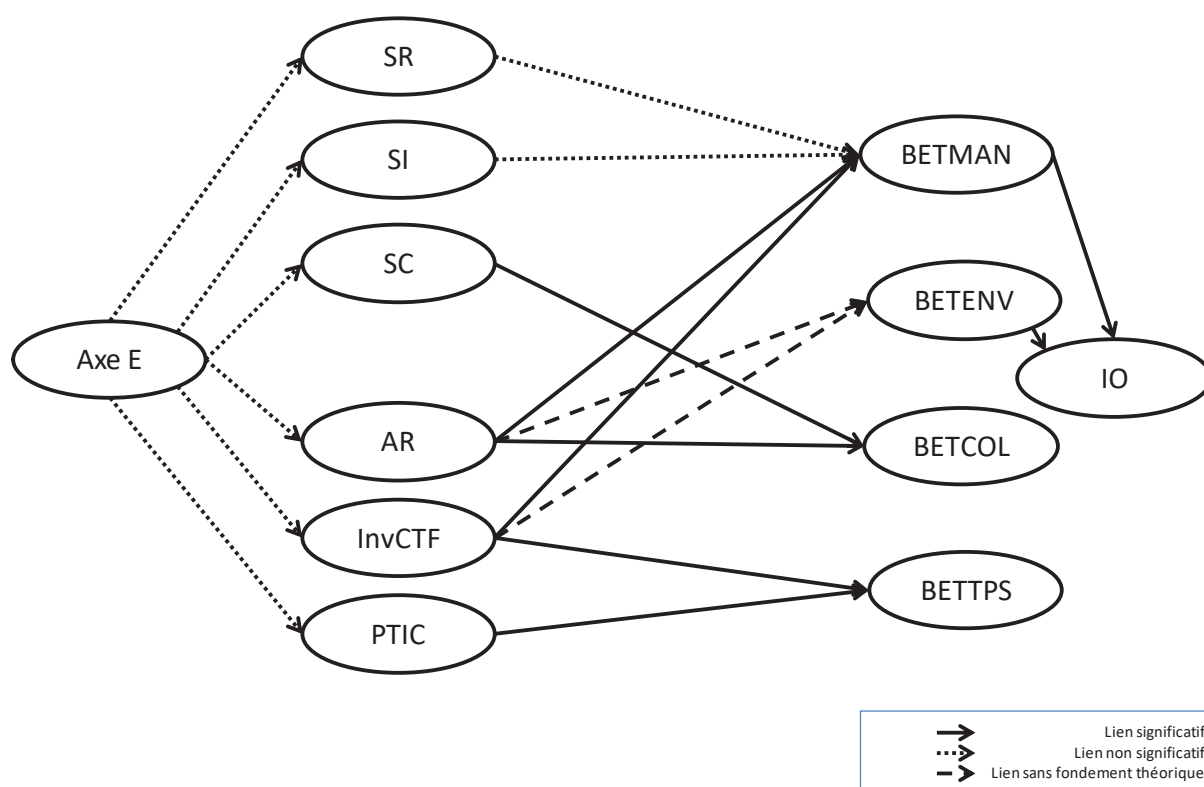 SR
SI
SC
Axe E
AR
InvCTF
PTIC
BETMAN
BETENV
IO
BETCOL
BETTPS
Lien significatif
Lien non significatif
Lien sans fondement théorique